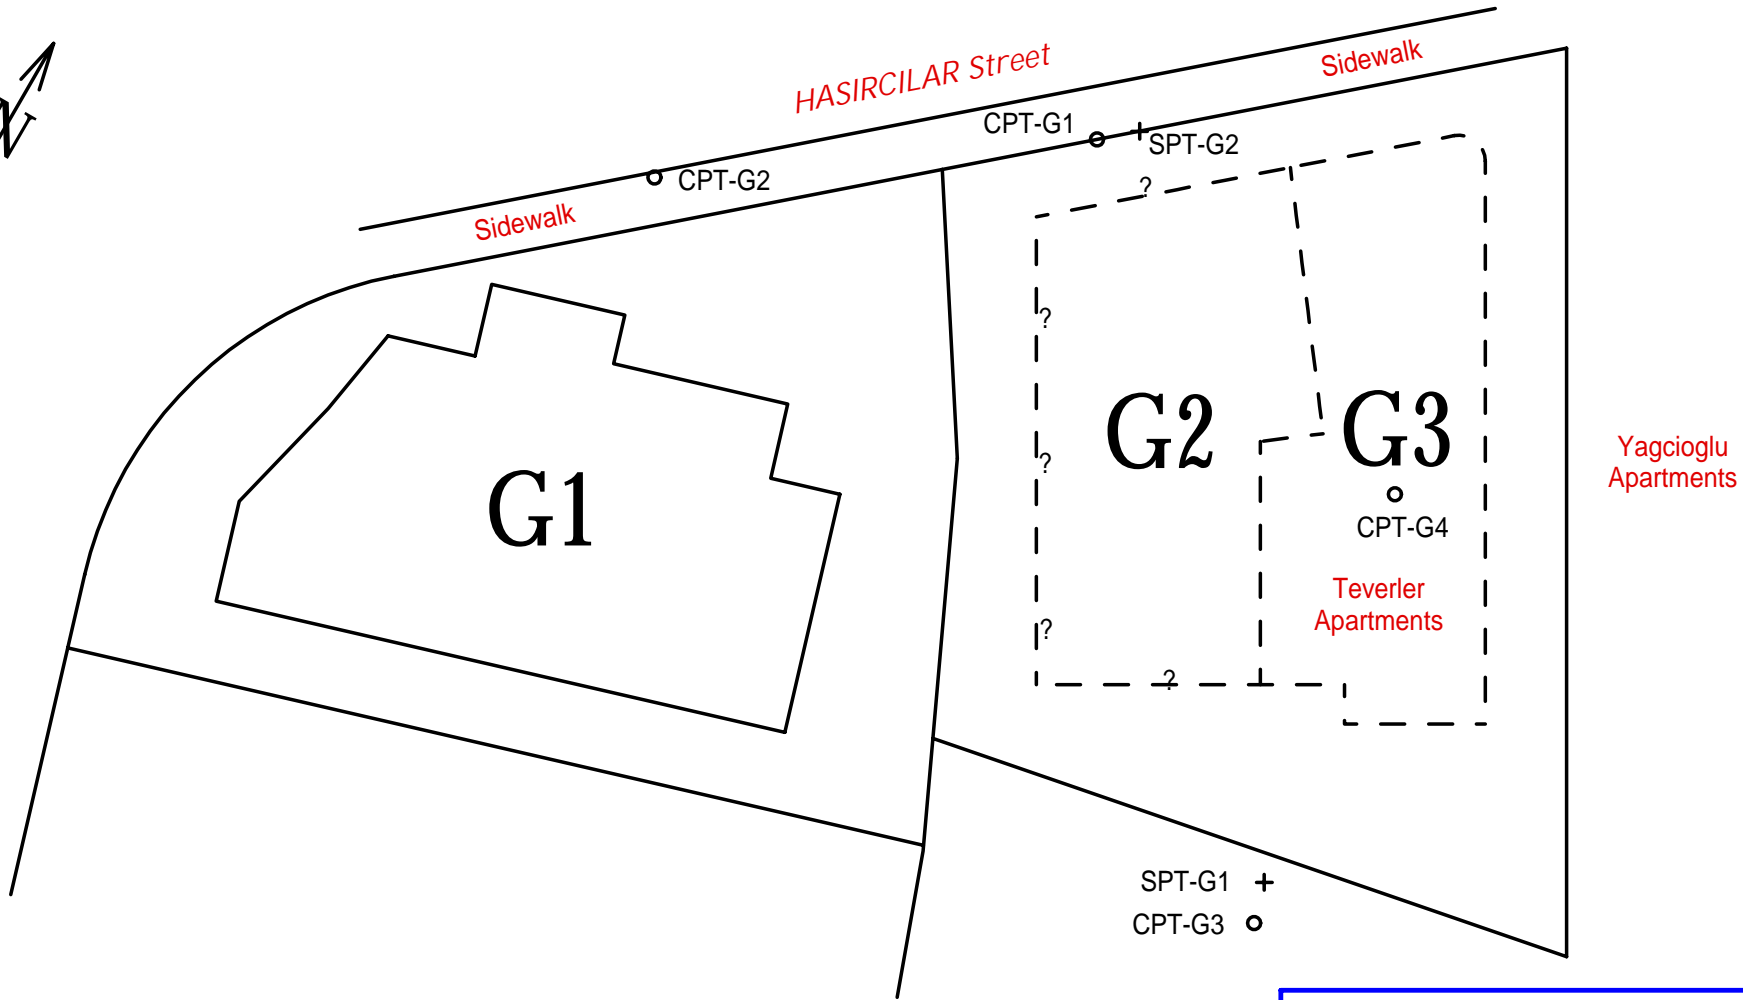 HASIRCILAR Street
Sidewalk
CPT-G1
SPT-G2
N
CPT-G2
?
Sidewalk
?
G2
G3
Yagcioglu
Apartments
?
G1
CPT-G4
Teverler
Apartments
?
?
SPT-G1
CPT-G3